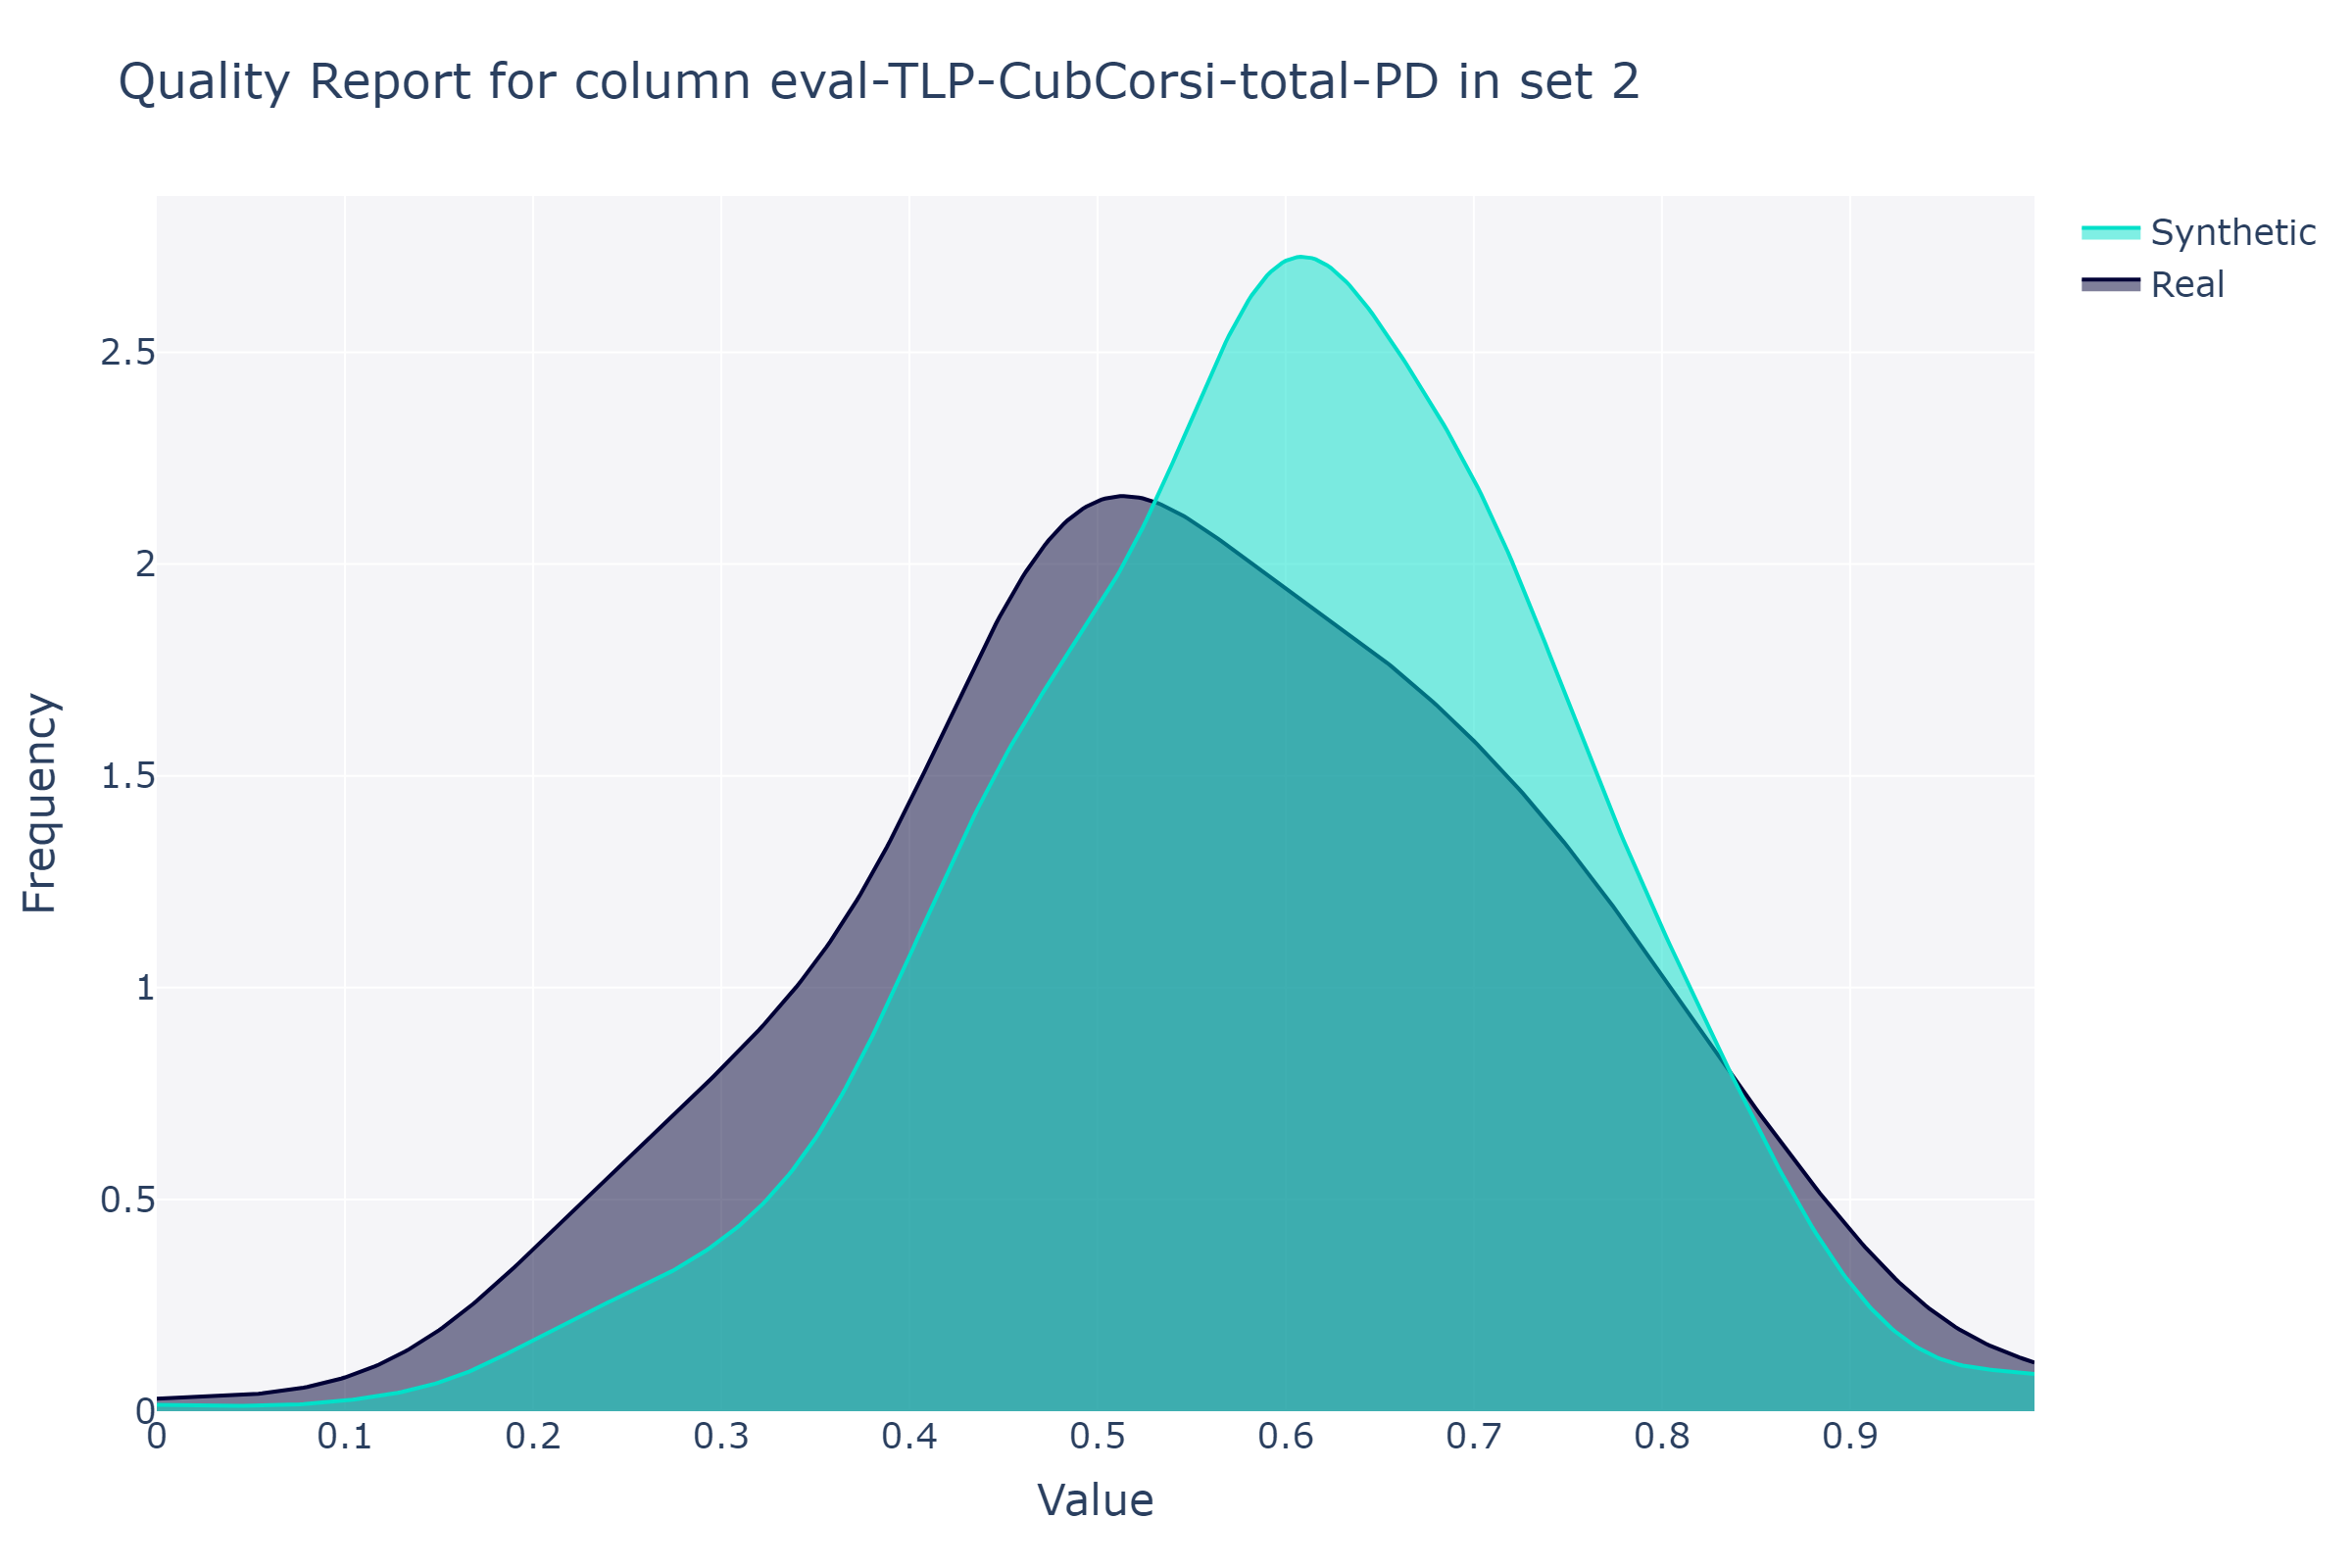 Quality Report for column eval-TLP-CubCorsi-total-PD in set 2
Synthetic
Real
Frequency
2.5
2
1.5
1
0.5
0
0 0.1 0.2 0.3 0.4 0.5 0.6 0.7 0.8 0.9
Value